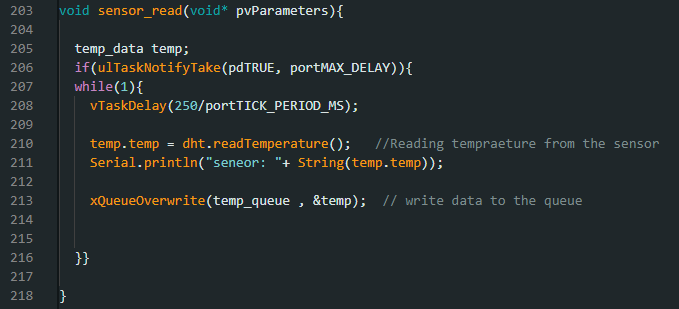 203 void sensor_read(void* pvParameters){
204
205 temp_data temp;
206 if(ulTaskNotifyTake(pdTRUE, portMAX_DELAY)){
207 while(1){
208 vTaskDelay(250/portTICK_PERIOD_MS);
209
210 temp.temp = dht.readTemperature(); //Reading tempraeture from the sensor
211 Serial.println("seneor: "+ String(temp.temp));
212
213 xQueueOverwrite(temp_queue , &temp); // write data to the queue
214
215
216 }}
217
218 }